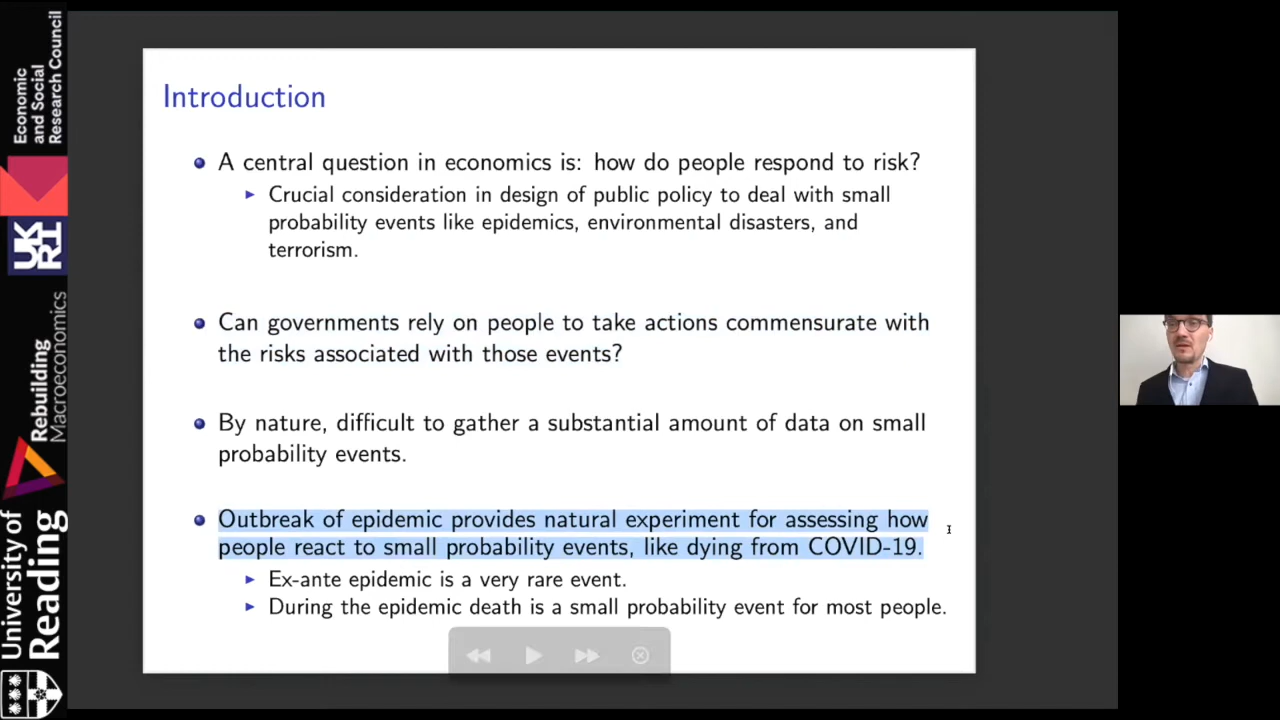 Introduction
A central question in economics is: how do people respond to risk?
Crucial consideration in design of public policy to deal with small
probability events like epidemics, environmental disasters, and
terrorism.
Can governments rely on people to take actions commensurate with
the risks associated with those events?
By nature, difficult to gather a substantial amount of data on small
probability events.
Outbreak of epidemic provides natural experiment for assessing how
people react to small probability events, like dying from COVID-19.
Ex-ante epidemic is a very rare event.
During the epidemic death is a small probability event for most people.
Economic
and Social
Research Council
UK
RI
Rebuilding
Macroeconomics
University of
Reading